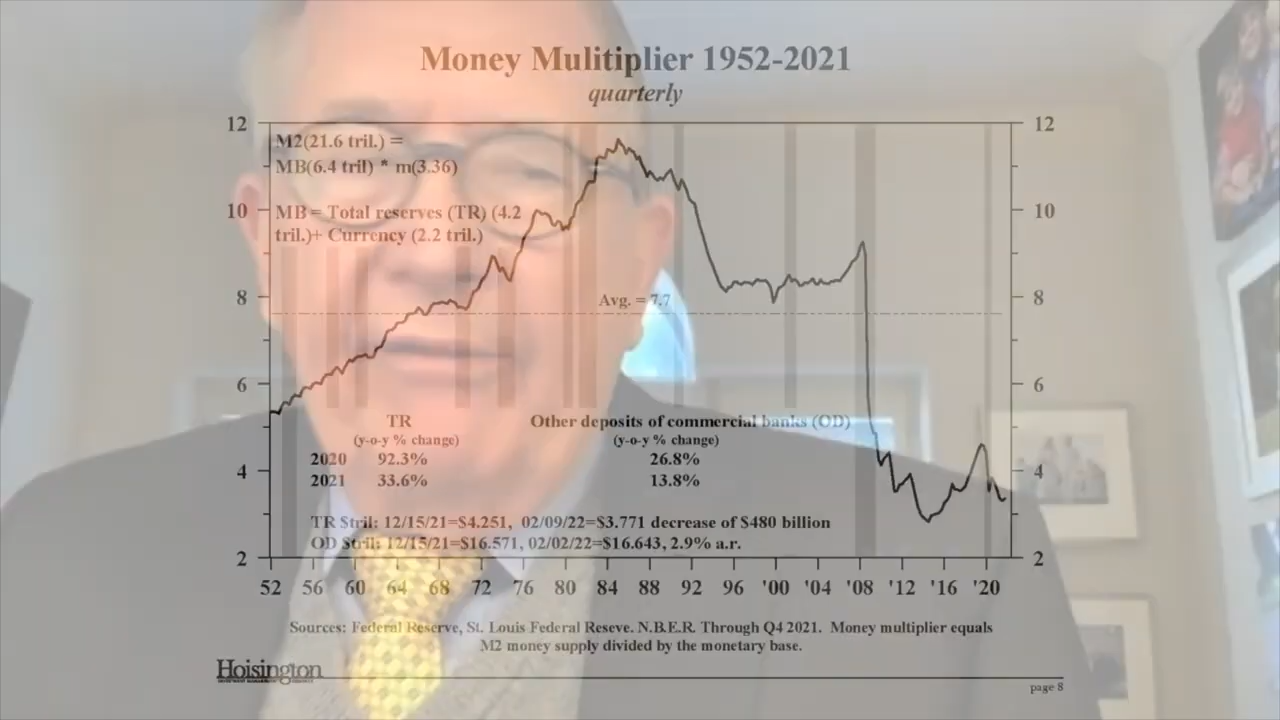 Money Mulitiplier 1952-2021
quarterly
12 12
M2(21.6 tril.) =
MB(6.4 tril) * m(3.36)
10 10
MB = Total reserves (TR) (4.2
tril.)+ Currency (2.2 tril.)
8 8
Avg. = 7.7
6 6
TR Other deposits of commercial banks (OD)
(y-o-y % change) (y-o-y % change)
2020 92.3% 26.8%
4 4
2021 33.6% 13.8%
TR $tril: 12/15/21=$4.251, 02/09/22=$3.771 decrease of $480 billion
OD $tril: 12/15/21=$16.571, 02/02/22=$16.643, 2.9% a.r.
2 2
52 56 60 64 68 72 76 80 84 88 92 96 '00 '04 '08 '12 '16 '20
Sources: Federal Reserve, St. Louis Federal Reseve. N.B.E.R. Through Q4 2021. Money multiplier equals
M2 money supply divided by the monetary base.
Hoisington
page 8